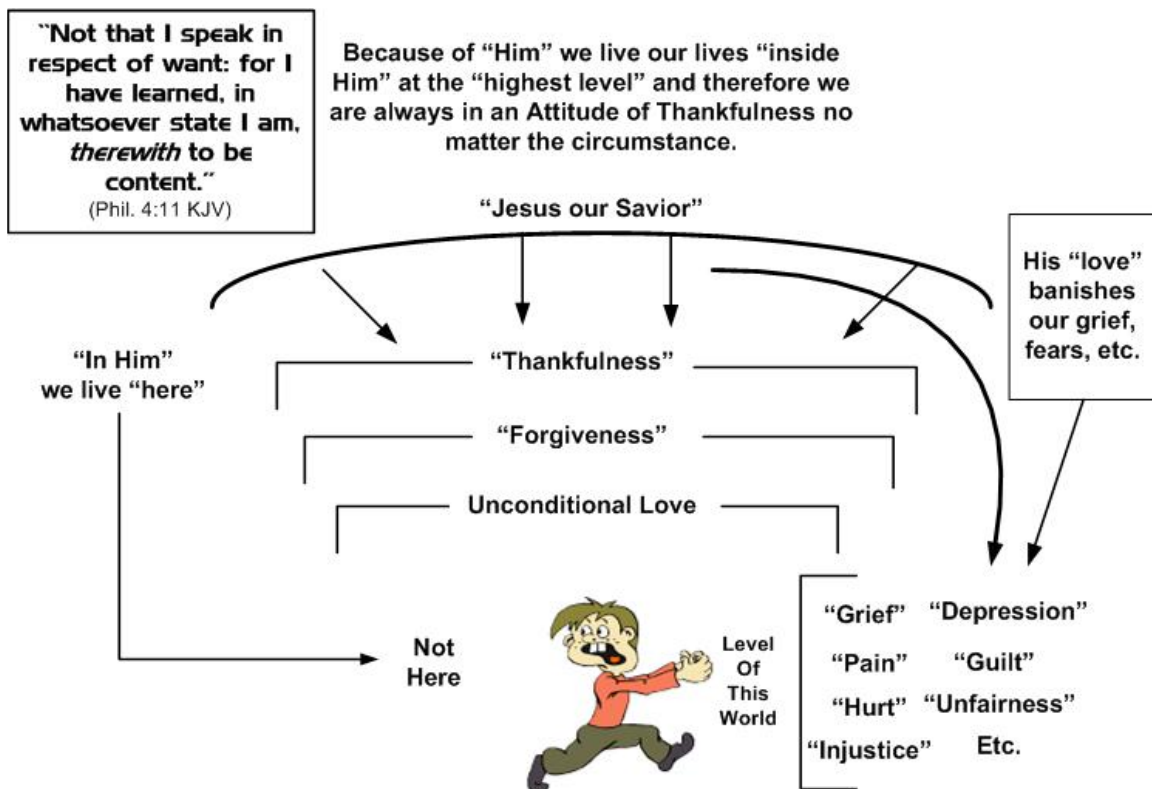 “Not that I speak in
respect of want: for I
have learned, in
whatsoever state I am,
therewith to be
content.”
(Phil. 4:11 KJV)
Because of “Him” we live our lives “inside
Him” at the “highest level” and therefore we
are always in an Attitude of Thankfulness no
matter the circumstance.
“Jesus our Savior”
His “love”
banishes
our grief,
fears, etc.
“In Him”
we live “here”
“Thankfulness”
“Forgiveness”
Unconditional Love
Not
Here
Level
Of
This
World
“Grief” “Depression”
“Pain” “Guilt”
“Hurt” “Unfairness”
“Injustice” Etc.